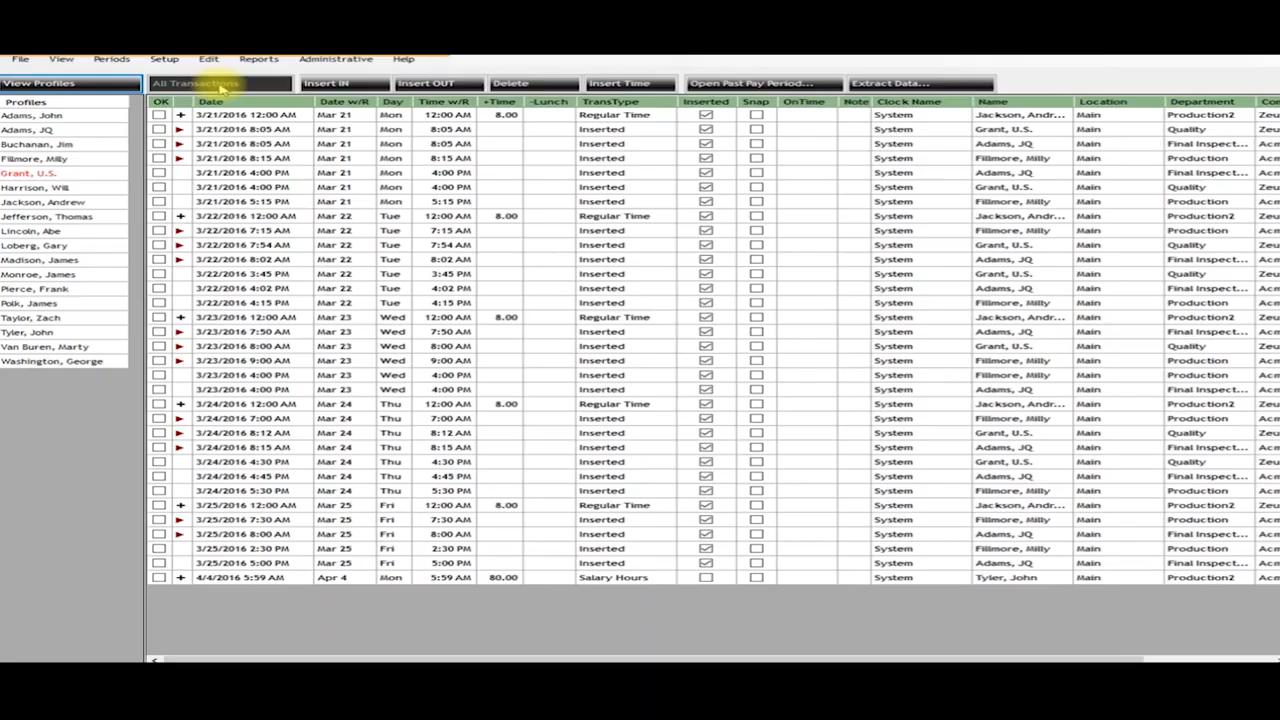 File View Periods Setup Edit Reports Administrative Help
View Profiles All Transactions Insert IN Insert OUT Delete Insert Time Open Past Pay Period... Extract Data...
Profiles OK Date Date w/R Day Time w/R +Time -Lunch TransType Inserted Snap OnTime Note Clock Name Name Location Department
Adams, John + 3/21/2016 12:00 AM Mar 21 Mon 12:00 AM 8.00 Regular Time System Jackson, Andr... Main Production2
Adams, JQ 3/21/2016 8:05 AM Mar 21 Mon 8:05 AM Inserted System Grant, U.S. Main Quality
Buchanan, Jim 3/21/2016 8:05 AM Mar 21 Mon 8:05 AM Inserted System Adams, JQ Main Final Inspect...
Fillmore, Milly 3/21/2016 8:15 AM Mar 21 Mon 8:15 AM Inserted System Fillmore, Milly Main Production
Grant, U.S. 3/21/2016 4:00 PM Mar 21 Mon 4:00 PM Inserted System Adams, JQ Main Final Inspect...
Harrison, Will 3/21/2016 4:00 PM Mar 21 Mon 4:00 PM Inserted System Grant, U.S. Main Quality
Jackson, Andrew 3/21/2016 5:15 PM Mar 21 Mon 5:15 PM Inserted System Fillmore, Milly Main Production
Jefferson, Thomas + 3/22/2016 12:00 AM Mar 22 Tue 12:00 AM 8.00 Regular Time System Jackson, Andr... Main Production2
Lincoln, Abe 3/22/2016 7:15 AM Mar 22 Tue 7:15 AM Inserted System Fillmore, Milly Main Production
Loberg, Gary 3/22/2016 7:54 AM Mar 22 Tue 7:54 AM Inserted System Grant, U.S. Main Quality
Madison, James 3/22/2016 8:02 AM Mar 22 Tue 8:02 AM Inserted System Adams, JQ Main Final Inspect...
Monroe, James 3/22/2016 3:45 PM Mar 22 Tue 3:45 PM Inserted System Grant, U.S. Main Quality
Pierce, Frank 3/22/2016 4:02 PM Mar 22 Tue 4:02 PM Inserted System Adams, JQ Main Final Inspect...
Polk, James 3/22/2016 4:15 PM Mar 22 Tue 4:15 PM Inserted System Fillmore, Milly Main Production
Taylor, Zach + 3/23/2016 12:00 AM Mar 23 Wed 12:00 AM 8.00 Regular Time System Jackson, Andr... Main Production2
Tyler, John 3/23/2016 7:50 AM Mar 23 Wed 7:50 AM Inserted System Adams, JQ Main Final Inspect...
Van Buren, Marty 3/23/2016 8:00 AM Mar 23 Wed 8:00 AM Inserted System Grant, U.S. Main Quality
Washington, George 3/23/2016 9:00 AM Mar 23 Wed 9:00 AM Inserted System Fillmore, Milly Main Production
3/23/2016 4:00 PM Mar 23 Wed 4:00 PM Inserted System Fillmore, Milly Main Production
3/23/2016 4:00 PM Mar 23 Wed 4:00 PM Inserted System Adams, JQ Main Final Inspect...
+ 3/24/2016 12:00 AM Mar 24 Thu 12:00 AM 8.00 Regular Time System Jackson, Andr... Main Production2
3/24/2016 7:00 AM Mar 24 Thu 7:00 AM Inserted System Fillmore, Milly Main Production
3/24/2016 8:12 AM Mar 24 Thu 8:12 AM Inserted System Grant, U.S. Main Quality
3/24/2016 8:15 AM Mar 24 Thu 8:15 AM Inserted System Adams, JQ Main Final Inspect...
3/24/2016 4:30 PM Mar 24 Thu 4:30 PM Inserted System Grant, U.S. Main Quality
3/24/2016 4:45 PM Mar 24 Thu 4:45 PM Inserted System Adams, JQ Main Final Inspect...
3/24/2016 5:30 PM Mar 24 Thu 5:30 PM Inserted System Fillmore, Milly Main Production
+ 3/25/2016 12:00 AM Mar 25 Fri 12:00 AM 8.00 Regular Time System Jackson, Andr... Main Production2
3/25/2016 7:30 AM Mar 25 Fri 7:30 AM Inserted System Fillmore, Milly Main Production
3/25/2016 8:00 AM Mar 25 Fri 8:00 AM Inserted System Adams, JQ Main Final Inspect...
3/25/2016 2:30 PM Mar 25 Fri 2:30 PM Inserted System Fillmore, Milly Main Production
3/25/2016 5:00 PM Mar 25 Fri 5:00 PM Inserted System Adams, JQ Main Final Inspect...
+ 4/4/2016 5:59 AM Apr 4 Mon 5:59 AM 80.00 Salary Hours System Tyler, John Main Production2